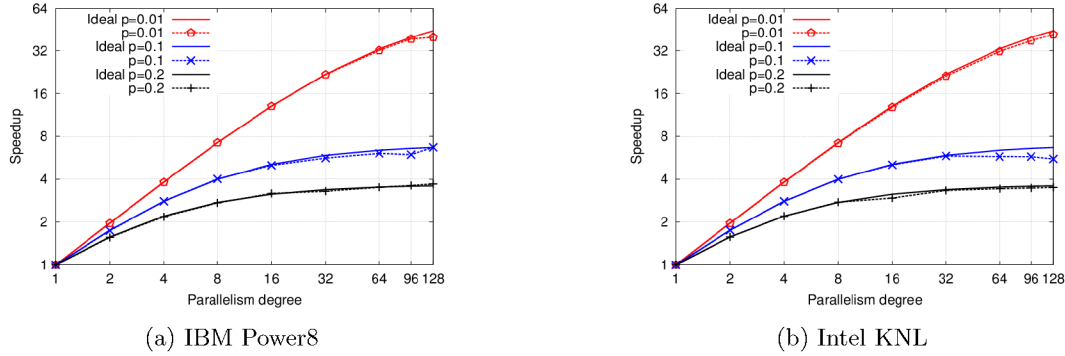 64
32
16
8
4
2
1
Speedup
Ideal p=0.01
p=0.01
Ideal p=0.1
p=0.1
Ideal p=0.2
p=0.2
1 2 4 8 16 32 64 96 128
Parallelism degree
(a) IBM Power8
64
32
16
8
4
2
1
Speedup
Ideal p=0.01
p=0.01
Ideal p=0.1
p=0.1
Ideal p=0.2
p=0.2
1 2 4 8 16 32 64 96 128
Parallelism degree
(b) Intel KNL